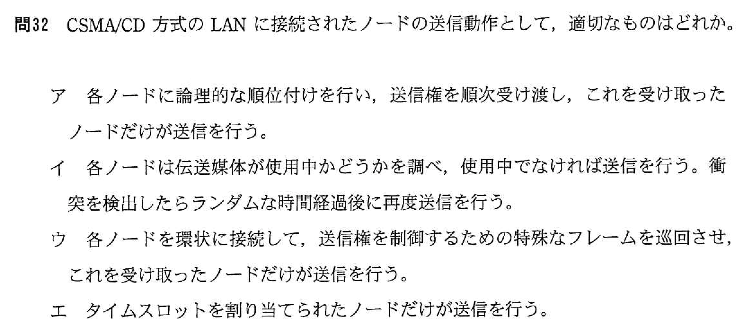 問32 CSMA/CD 方式の LAN に接続されたノードの送信動作として，適切なものはどれか。
ア 各ノードに論理的な順位付けを行い，送信権を順次受け渡し，これを受け取った
ノードだけが送信を行う。
イ 各ノードは伝送媒体が使用中かどうかを調べ，使用中でなければ送信を行う。衝
突を検出したらランダムな時間経過後に再度送信を行う。
ウ 各ノードを環状に接続して，送信権を制御するための特殊なフレームを巡回させ，
これを受け取ったノードだけが送信を行う。
エ タイムスロットを割り当てられたノードだけが送信を行う。